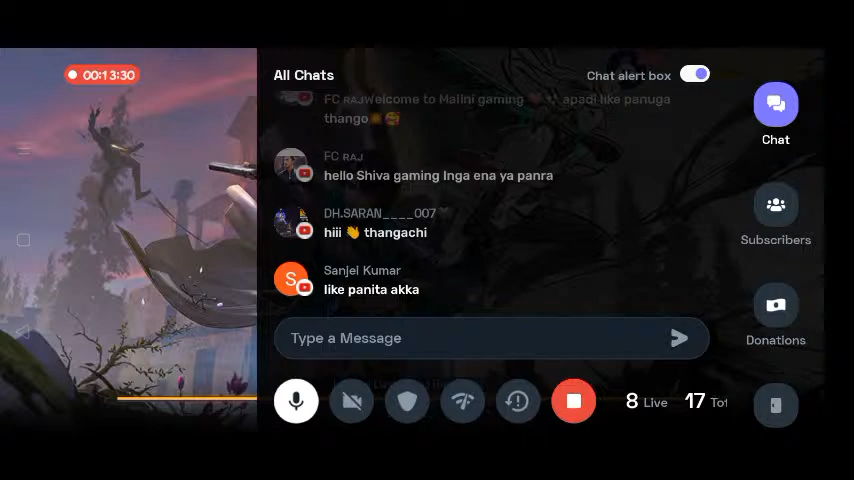 00:13:30
All Chats
Chat alert box
FC RAJWelcome to Malini gaming apadi like panuga
thango
FC RAJ
hello Shiva gaming Inga ena ya panra
DH.SARAN____007
hiii 👋 thangachi
S
Sanjei Kumar
like panita akka
Type a Message
8 Live 17 Tot
Chat
Subscribers
Donations